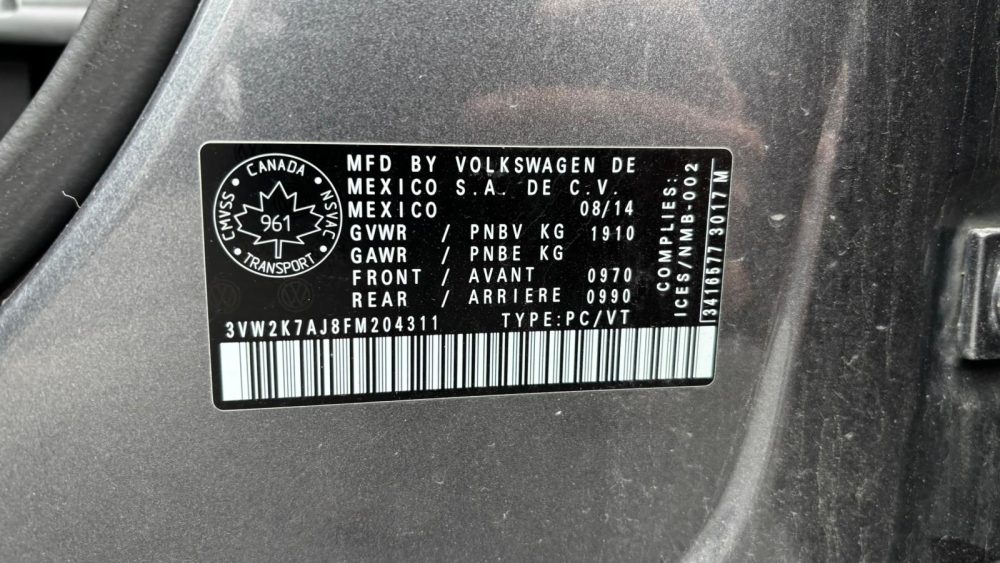 CANADA
CMVSS
NSVAC
961
TRANSPORT
MFD BY VOLKSWAGEN DE
MEXICO S.A. DE C.V.
MEXICO 08/14
GVWR / PNBV KG 1910
GAWR / PNBE KG
FRONT / AVANT 0970
REAR / ARRIERE 0990
3VW2K7AJ8FM204311 TYPE:PC/VT
COMPLIES:
ICES/NMB-002
3416577 3017 M